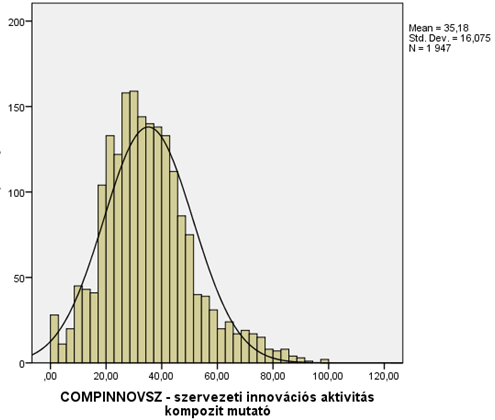 Mean = 35,18
Std. Dev. = 16,075
N = 1 947
200
150
100
50
0
,00 20,00 40,00 60,00 80,00 100,00 120,00
COMPINNOVSZ - szervezeti innovációs aktivitás
kompozit mutató